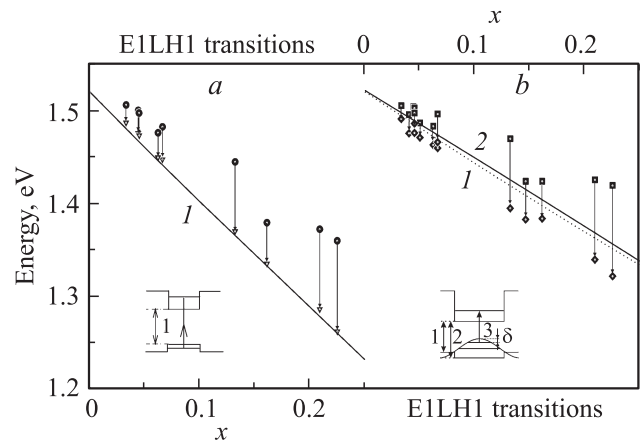 x
E1LH1 transitions
0 0.1 0.2
a b
1.5
1.4
1.3
1.2
Energy, eV
1
2
1
1
1 2 3 δ
0 0.1 0.2
x
E1LH1 transitions